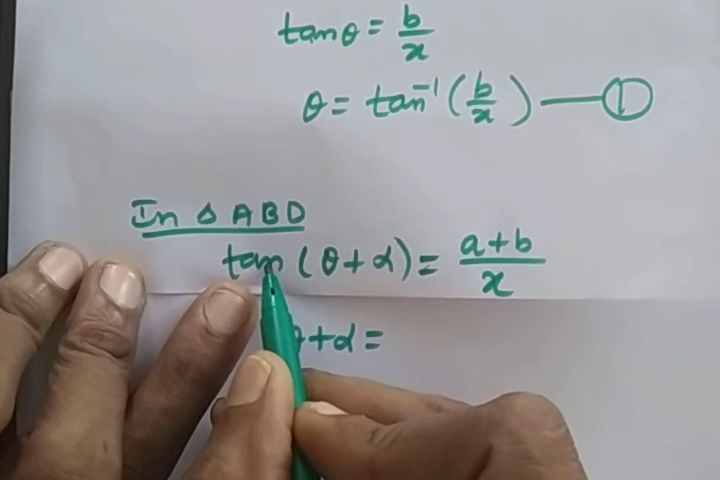 tanθ = b/x
θ = tan⁻¹(b/x) — ①
In Δ ABD
tan(θ+α) = a+b/x
θ+α =